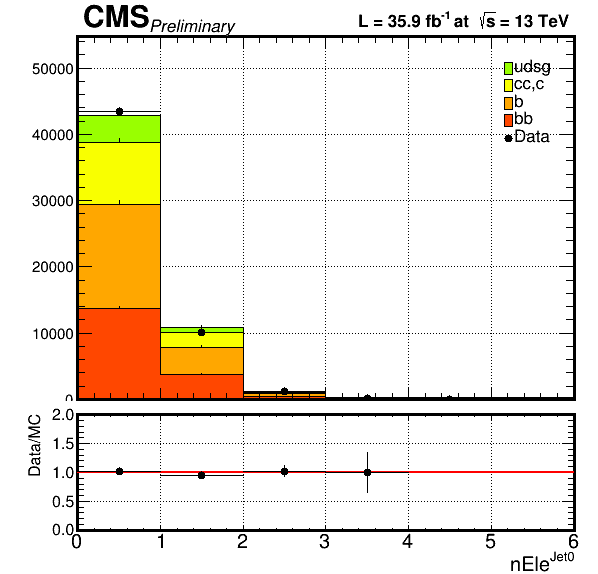 CMS Preliminary L = 35.9 fb⁻¹ at √s = 13 TeV
50000
40000
30000
20000
10000
0
udsg
cc,c
b
bb
Data
Data/MC
2.0
1.5
1.0
0.5
0.0
0 1 2 3 4 5 6
nEle^Jet0